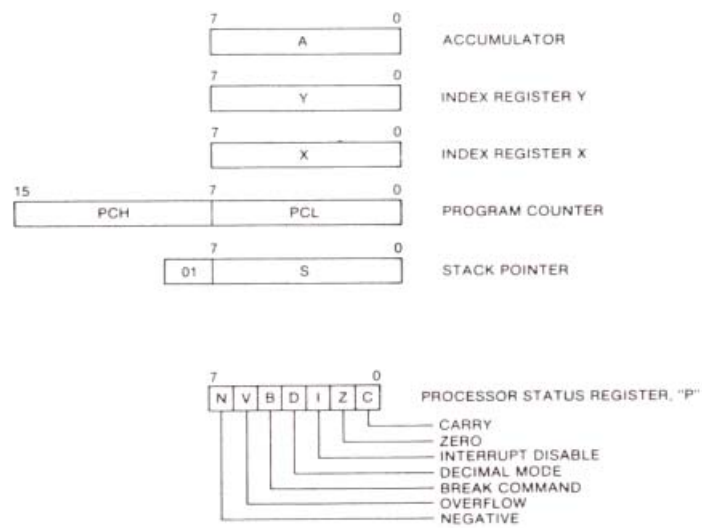 7 0
A ACCUMULATOR
7 0
Y INDEX REGISTER Y
7 0
X INDEX REGISTER X
15 7 0
PCH PCL PROGRAM COUNTER
7 0
01 S STACK POINTER
7 0
N V B D I Z C PROCESSOR STATUS REGISTER, "P"
CARRY
ZERO
INTERRUPT DISABLE
DECIMAL MODE
BREAK COMMAND
OVERFLOW
NEGATIVE